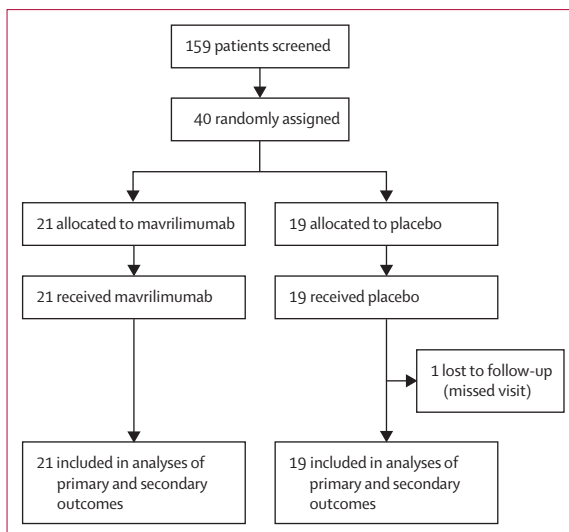 159 patients screened
40 randomly assigned
21 allocated to mavrilimumab
19 allocated to placebo
21 received mavrilimumab
19 received placebo
1 lost to follow-up
(missed visit)
21 included in analyses of
primary and secondary
outcomes
19 included in analyses of
primary and secondary
outcomes